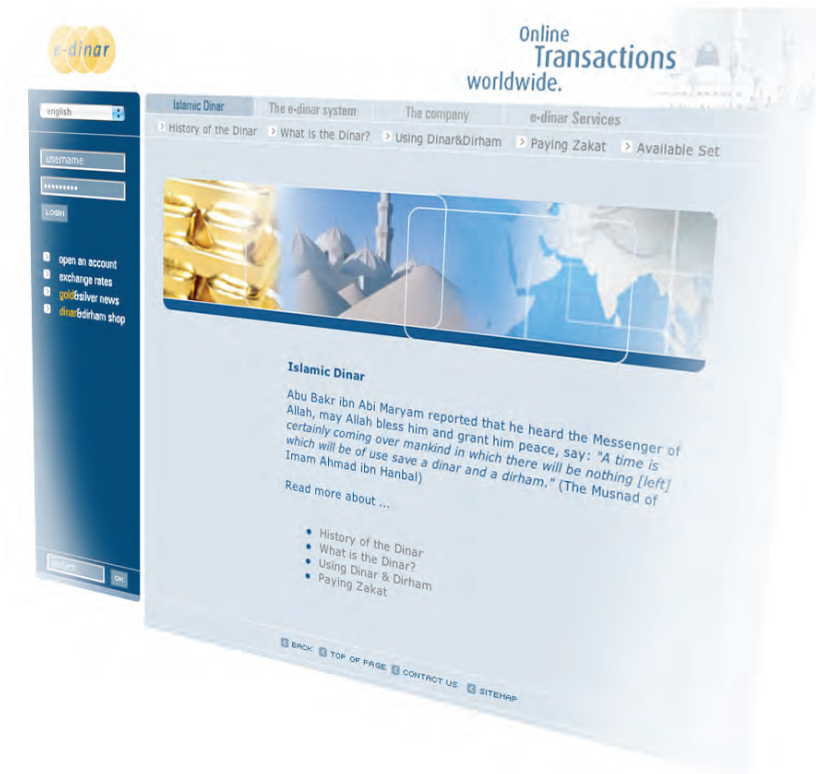 e-dinar
Online
Transactions
worldwide.
english
username
LOGIN
open an account
exchange rates
gold&silver news
dinar&dirham shop
OK
Islamic Dinar The e-dinar system The company e-dinar Services
History of the Dinar What is the Dinar? Using Dinar&Dirham Paying Zakat Available Set
Islamic Dinar
Abu Bakr ibn Abi Maryam reported that he heard the Messenger of
Allah, may Allah bless him and grant him peace, say: "A time is
certainly coming over mankind in which there will be nothing [left]
which will be of use save a dinar and a dirham." (The Musnad of
Imam Ahmad ibn Hanbal)
Read more about ...
History of the Dinar
What is the Dinar?
Using Dinar & Dirham
Paying Zakat
BACK TOP OF PAGE CONTACT US SITEMAP